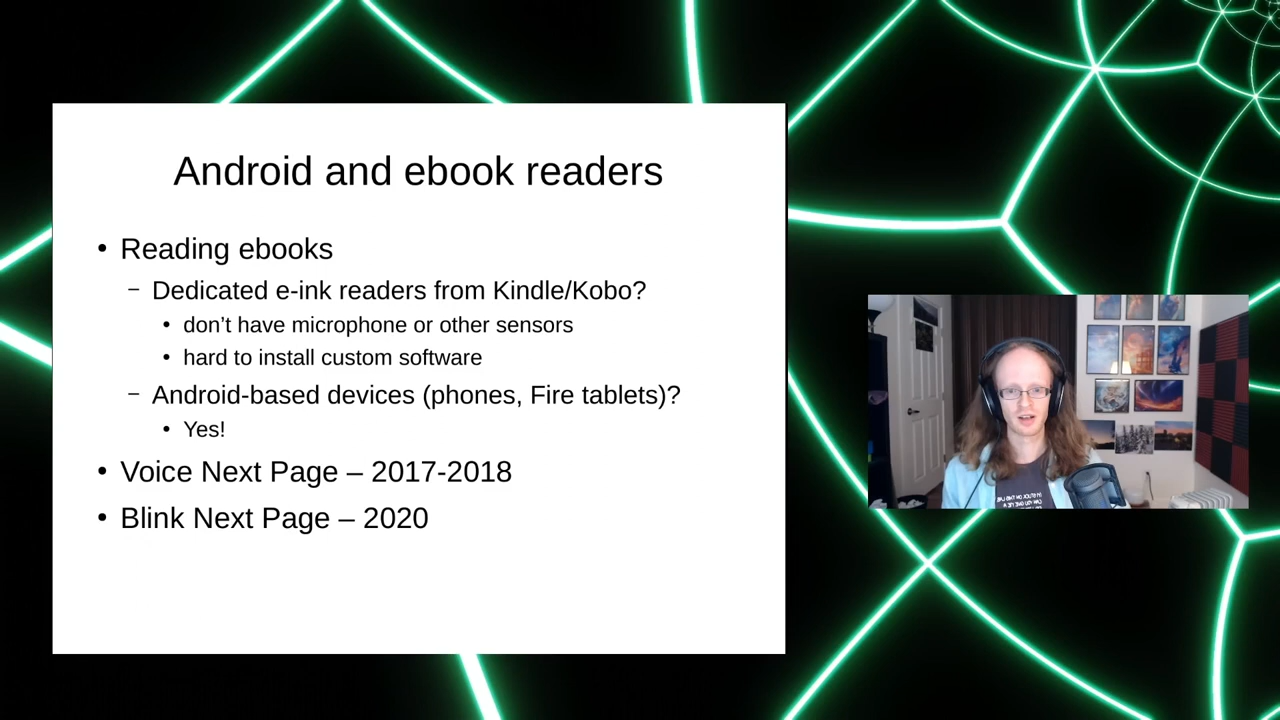 Android and ebook readers
• Reading ebooks
– Dedicated e-ink readers from Kindle/Kobo?
• don't have microphone or other sensors
• hard to install custom software
– Android-based devices (phones, Fire tablets)?
• Yes!
• Voice Next Page – 2017-2018
• Blink Next Page – 2020